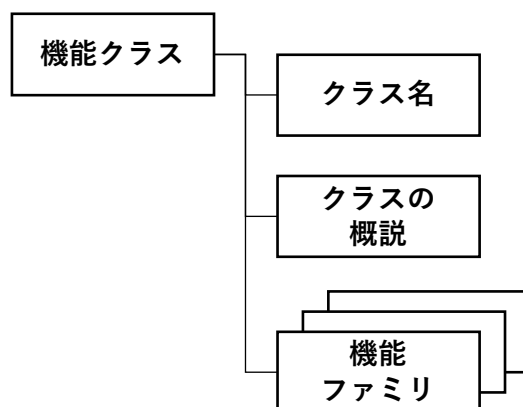 機能クラス
クラス名
クラスの
概説
機能
ファミリ